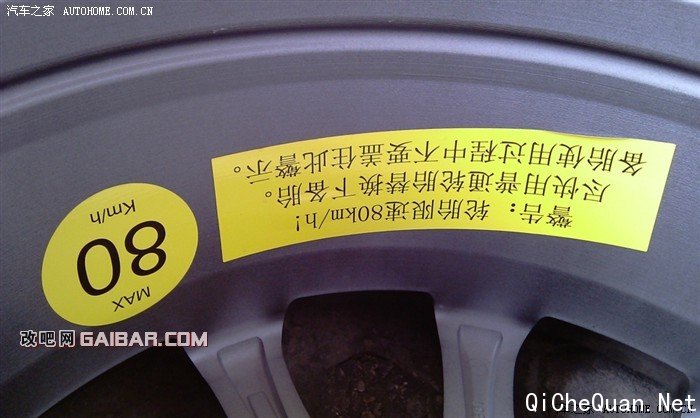 汽车之家 AUTOHOME.COM.CN
警告：轮胎限速80km/h!
尽快用普通轮胎替换下备胎。
备胎使用过程中不要盖住此警示。
MAX
80
Km/h
改吧网 GAIBAR.COM
QiCheQuan.Net